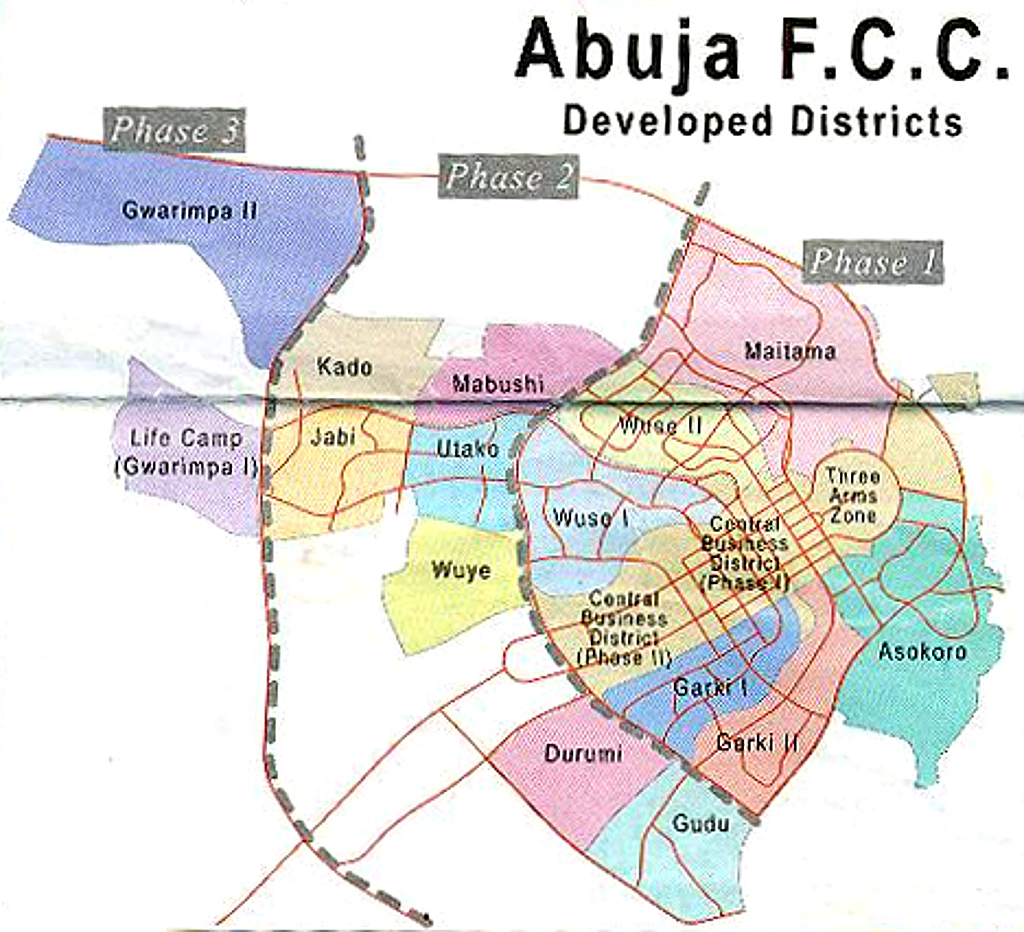 Abuja F.C.C.
Developed Districts
Phase 3
Phase 2
Phase 1
Gwarimpa II
Maitama
Kado
Mabushi
Life Camp
(Gwarimpa I)
Jabi
Utako
Wuse II
Three
Arms
Zone
Wuse I
Central
Business
District
(Phase I)
Wuye
Central
Business
District
(Phase II)
Asokoro
Garki I
Garki II
Durumi
Gudu